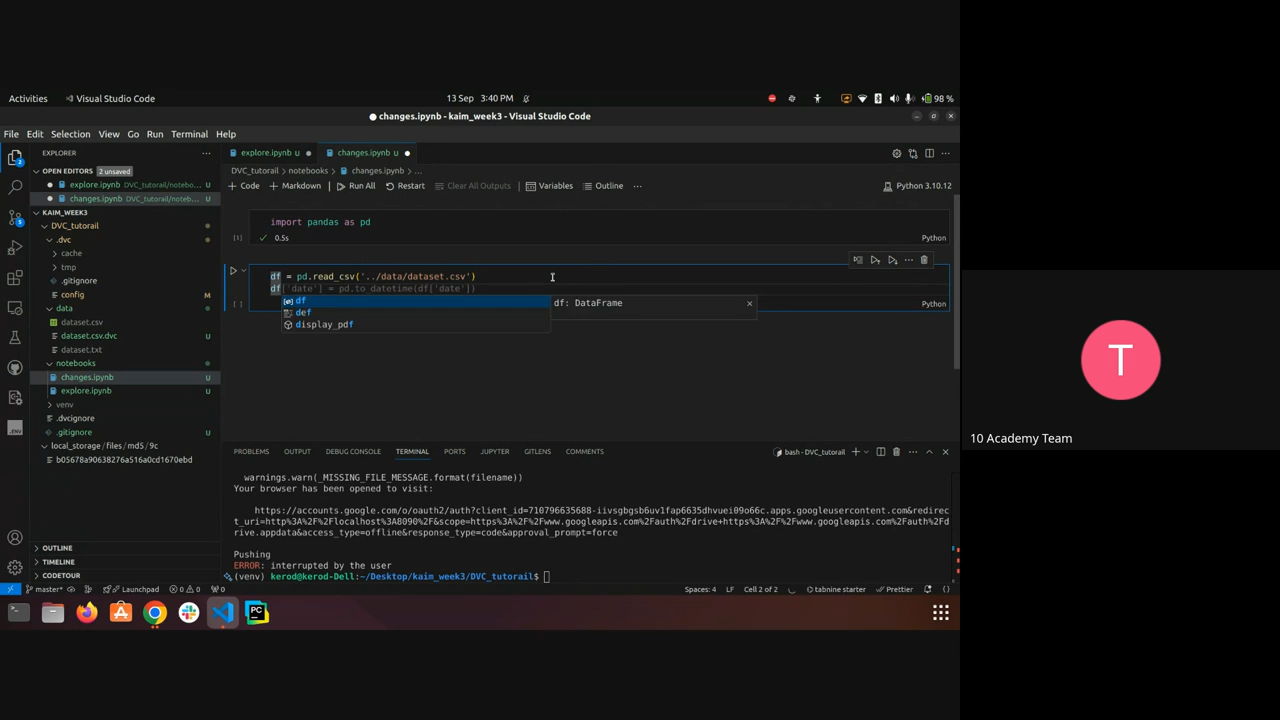 Activities
Visual Studio Code
13 Sep 3:40 PM
98 %
changes.ipynb - kaim_week3 - Visual Studio Code
File Edit Selection View Go Run Terminal Help
EXPLORER
explore.ipynb U
changes.ipynb U
OPEN EDITORS 2 unsaved
DVC_tutorail > notebooks > changes.ipynb > ...
explore.ipynb DVC_tutorail/notebo... U
changes.ipynb DVC_tutorail/noteb... U
+ Code + Markdown Run All Restart Clear All Outputs Variables Outline ...
Python 3.10.12
KAIM_WEEK3
DVC_tutorail
.dvc
cache
tmp
.gitignore
config M
data
dataset.csv
dataset.csv.dvc U
dataset.txt
notebooks
changes.ipynb U
explore.ipynb U
venv
.dvcignore
.gitignore U
local_storage/files/md5/9c
b05678a90638276a516a0cd1670ebd
OUTLINE
TIMELINE
CODETOUR
import pandas as pd
[1] 0.5s Python
df = pd.read_csv('../data/dataset.csv')
df['date'] = pd.to_datetime(df['date'])
[ ] Python
df
def
display_pdf
df: DataFrame
PROBLEMS OUTPUT DEBUG CONSOLE TERMINAL PORTS JUPYTER GITLENS COMMENTS
bash - DVC_tutorail
warnings.warn(_MISSING_FILE_MESSAGE.format(filename))
Your browser has been opened to visit:
https://accounts.google.com/o/oauth2/auth?client_id=710796635688-iivsgbgsb6uv1fap6635dhvuei09o66c.apps.googleusercontent.com&redirec
t_uri=http%3A%2F%2Flocalhost%3A8090%2F&scope=https%3A%2F%2Fwww.googleapis.com%2Fauth%2Fdrive+https%3A%2F%2Fwww.googleapis.com%2Fauth%2Fd
rive.appdata&access_type=offline&response_type=code&approval_prompt=force
Pushing
ERROR: interrupted by the user
(venv) kerod@kerod-Dell:~/Desktop/kaim_week3/DVC_tutorail$
master* Launchpad 0 0 0
Spaces: 4 LF Cell 2 of 2 tabnine starter Prettier
T
10 Academy Team
.ENV
PC